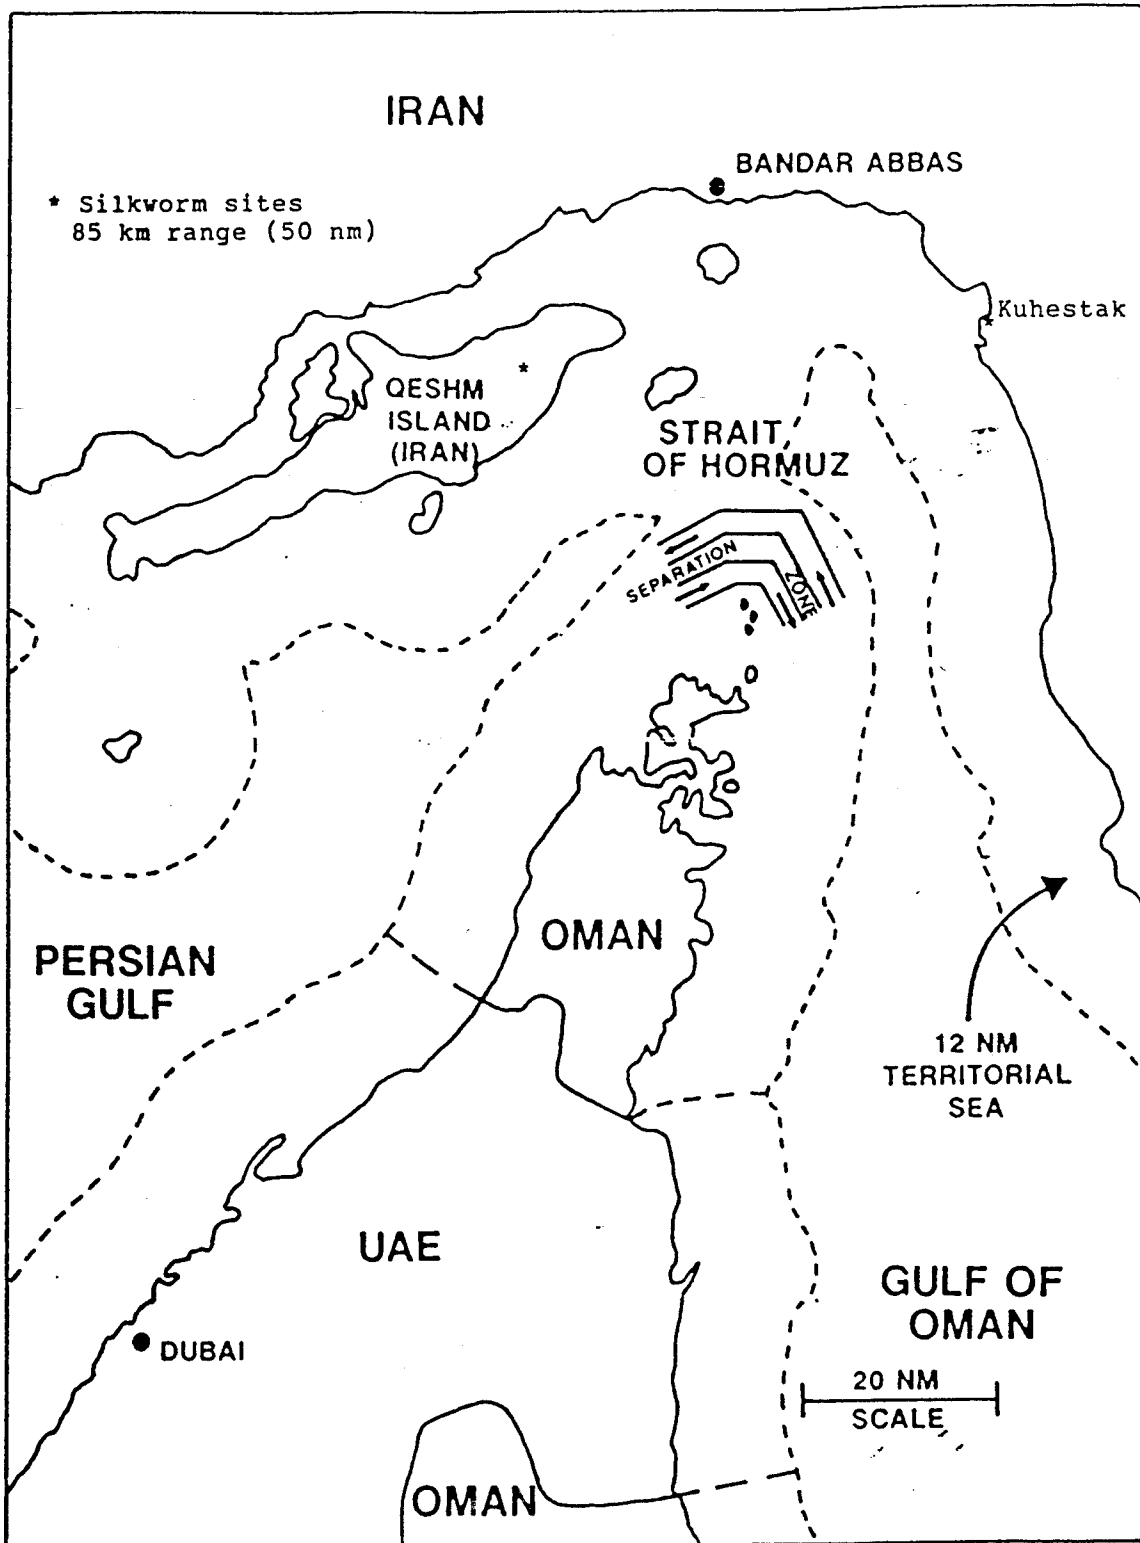 IRAN
BANDAR ABBAS
* Silkworm sites
85 km range (50 nm)
* Kuhestak
*
QESHM
ISLAND
(IRAN)
STRAIT
OF HORMUZ
SEPARATION ZONE
OMAN
PERSIAN
GULF
12 NM
TERRITORIAL
SEA
UAE
GULF OF
OMAN
DUBAI
20 NM
SCALE
OMAN